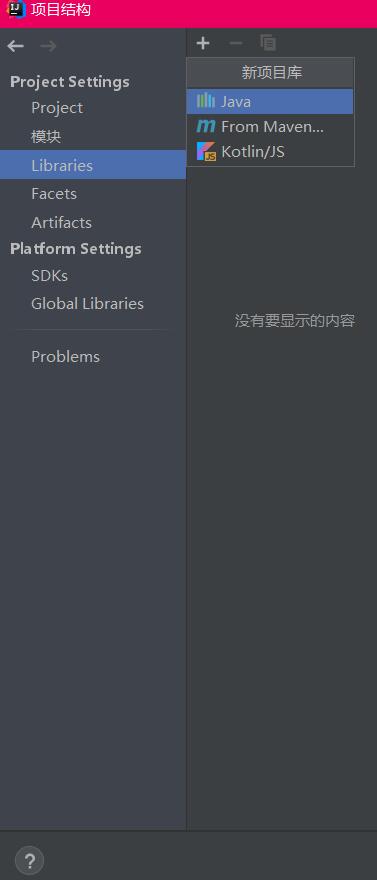 项目结构
Project Settings
Project
模块
Libraries
Facets
Artifacts
Platform Settings
SDKs
Global Libraries
Problems
新项目库
Java
From Maven...
Kotlin/JS
没有要显示的内容
?